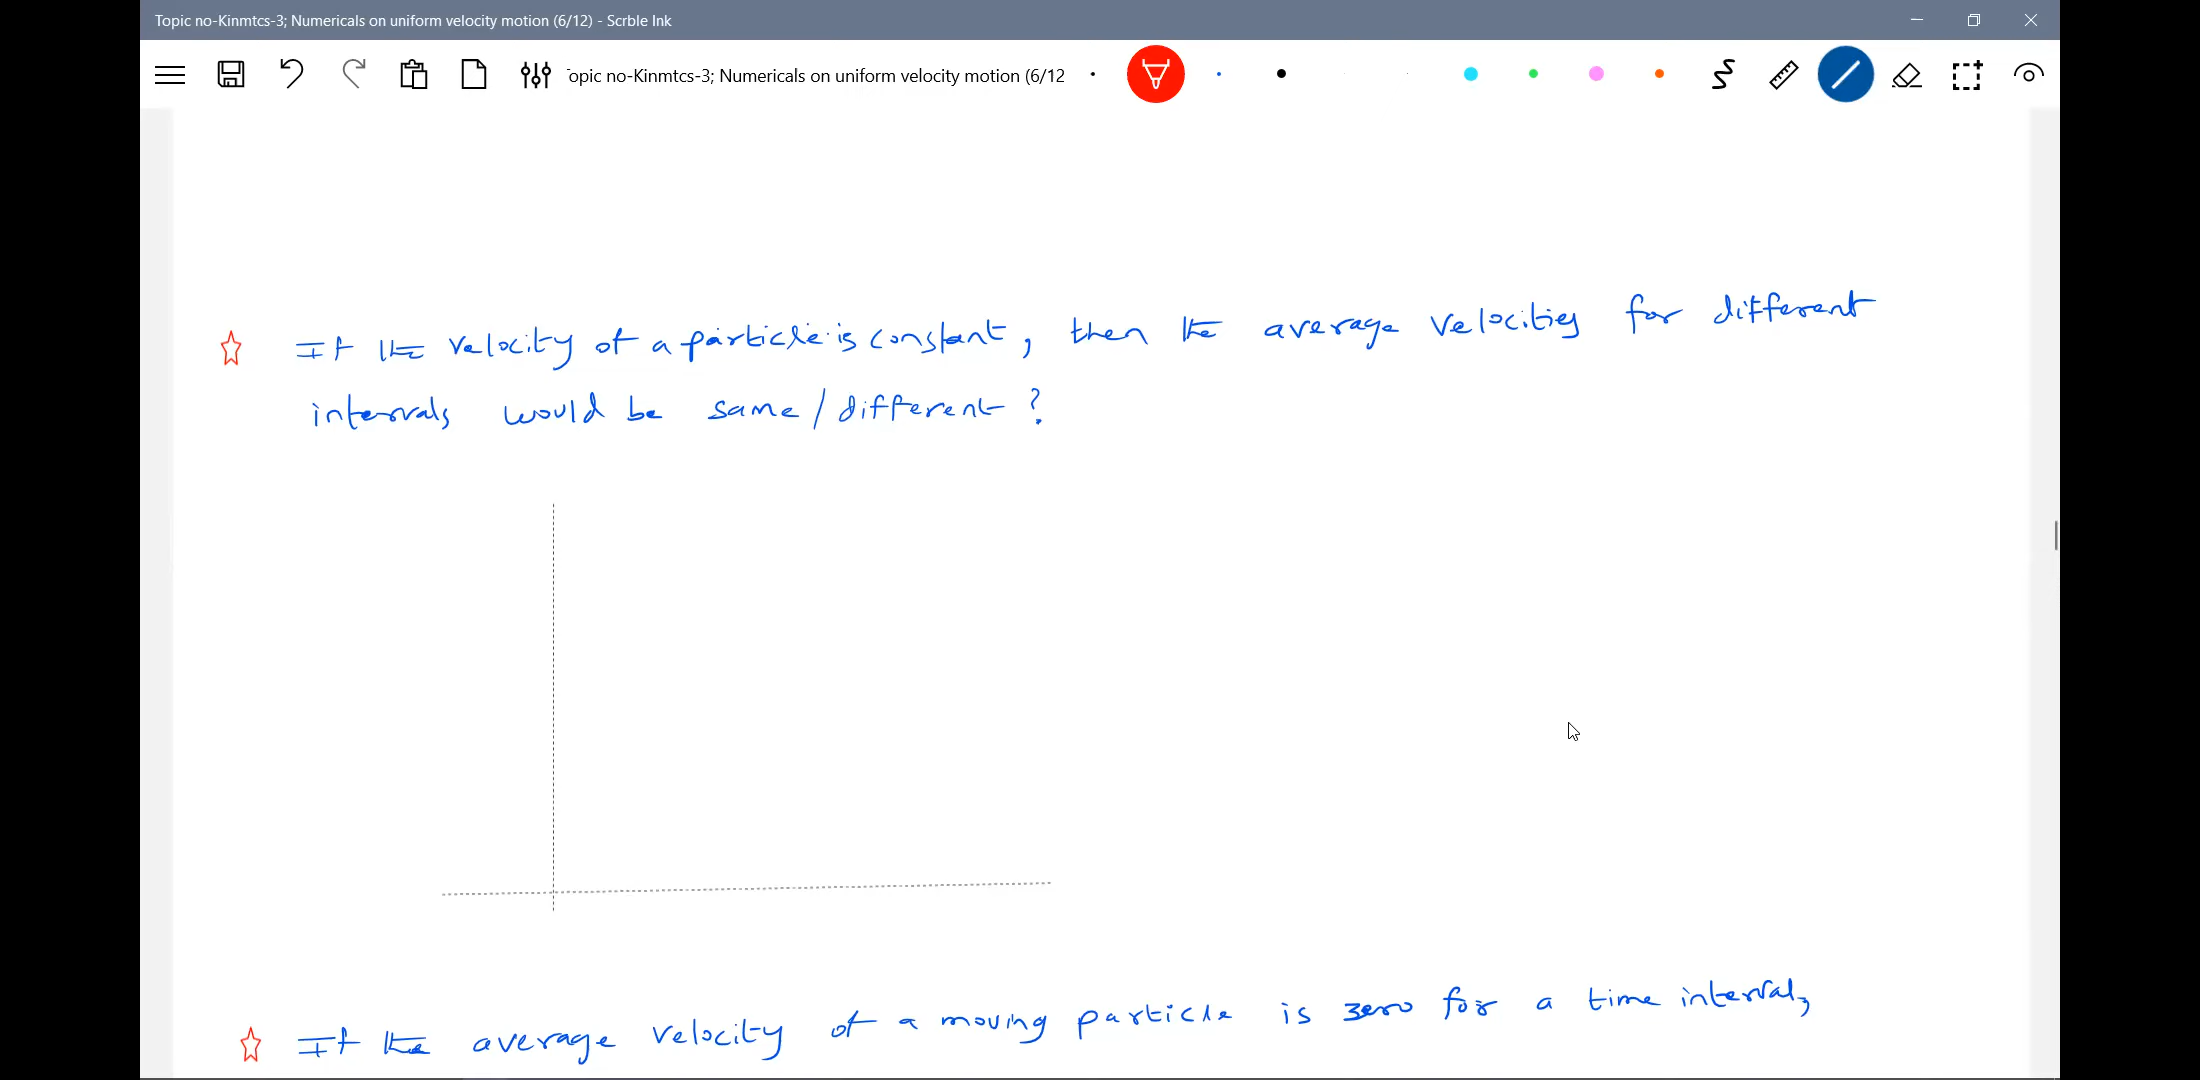 Topic no-Kinmtcs-3; Numericals on uniform velocity motion (6/12) - Scrble Ink
opic no-Kinmtcs-3; Numericals on uniform velocity motion (6/12
If the velocity of a particle is constant, then the average velocities for different
intervals would be same/different?
If the average velocity of a moving particle is zero for a time interval,